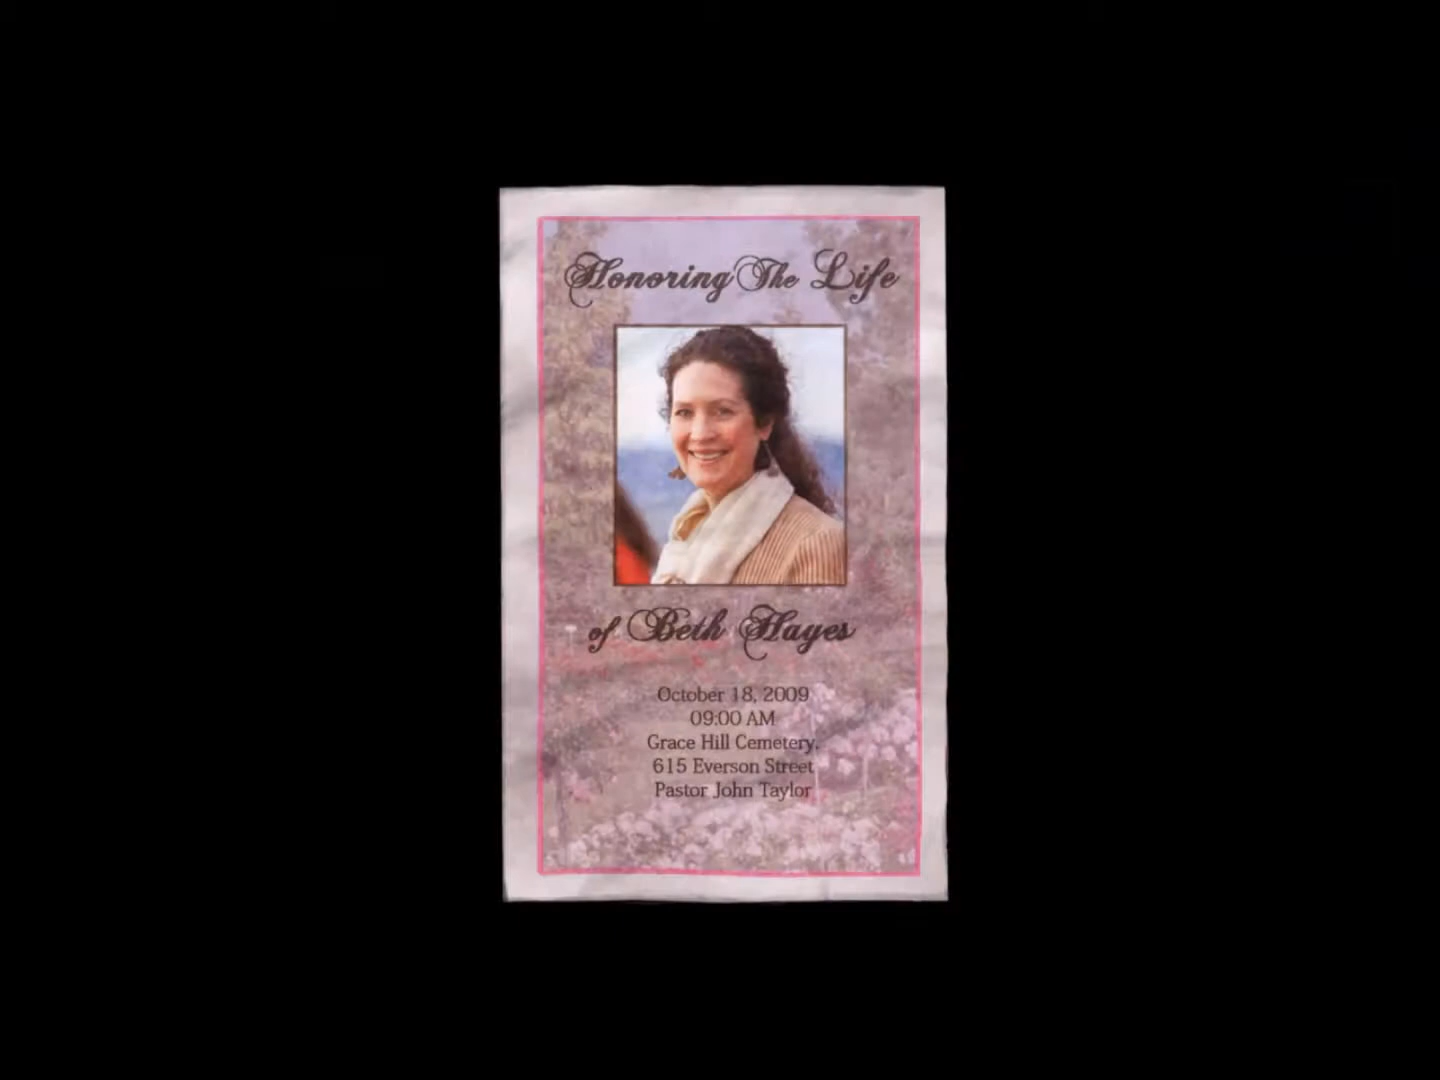 Honoring The Life
of Beth Hayes
October 18, 2009
09:00 AM
Grace Hill Cemetery,
615 Everson Street
Pastor John Taylor